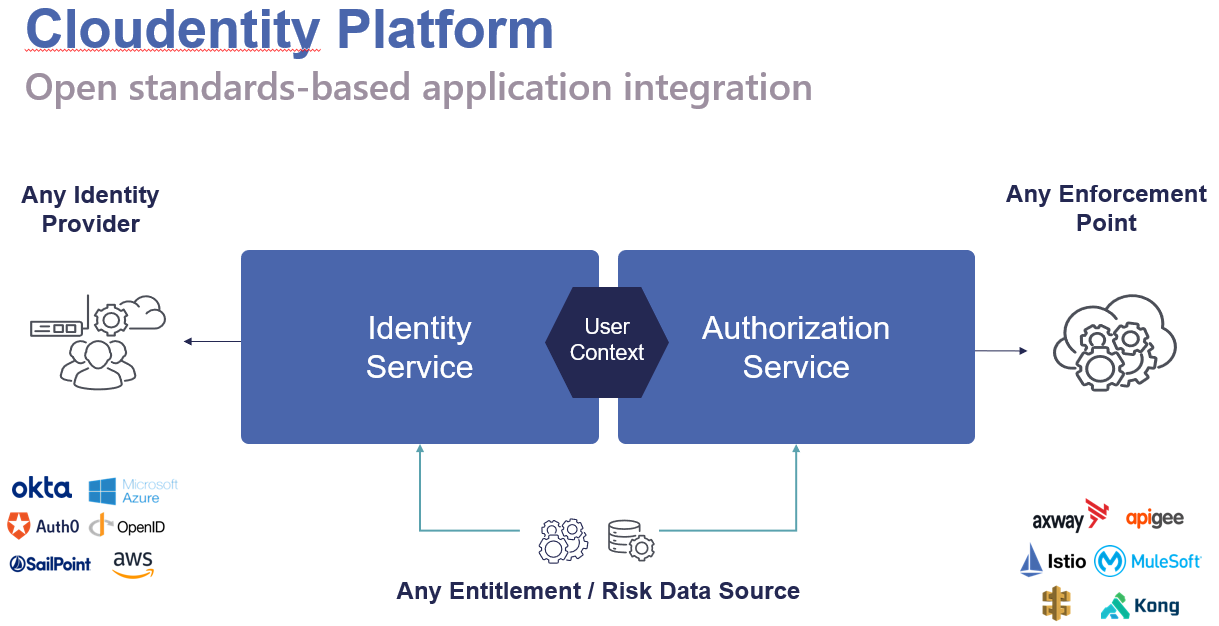 Cloudentity Platform
Open standards-based application integration
Any Identity
Provider
Any Enforcement
Point
Identity
Service
User
Context
Authorization
Service
okta
Microsoft
Azure
Auth0
OpenID
SailPoint
aws
axway
apigee
Istio
MuleSoft
Kong
Any Entitlement / Risk Data Source